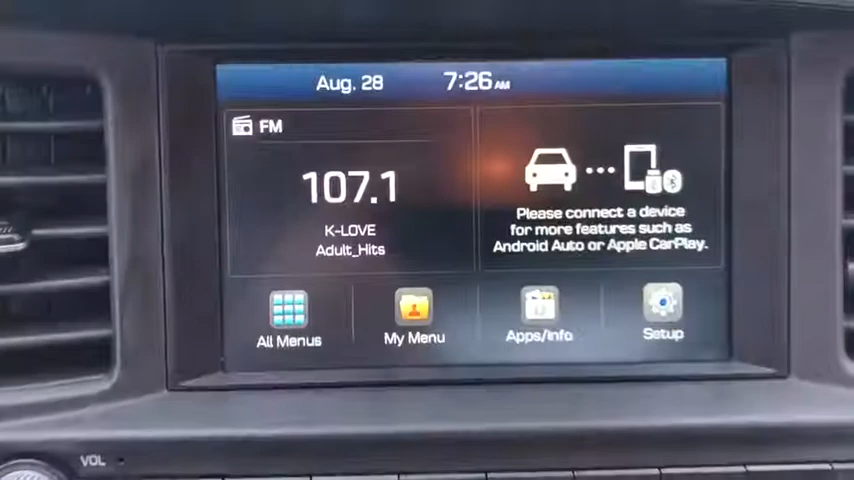 Aug. 28 7:26 AM
FM
107.1
K-LOVE
Adult_Hits
Please connect a device
for more features such as
Android Auto or Apple CarPlay.
All Menus
My Menu
Apps/Info
Setup
VOL